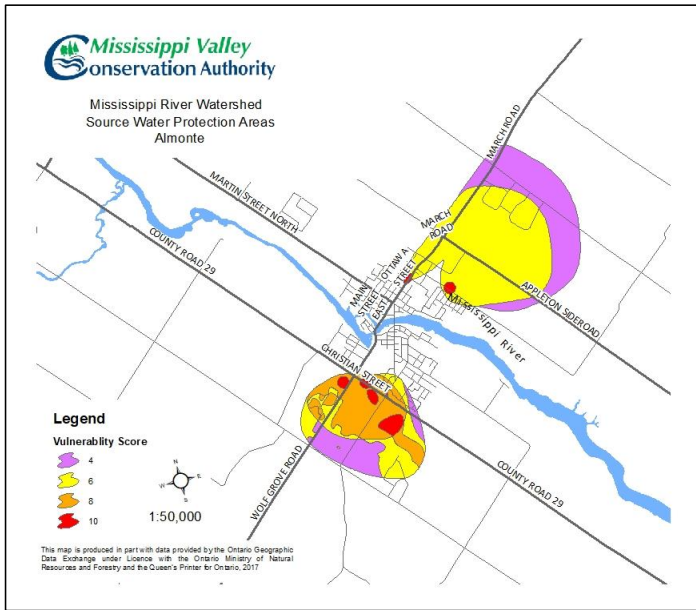 Mississippi Valley
Conservation Authority
Mississippi River Watershed
Source Water Protection Areas
Almonte
MARCH ROAD
MARTIN STREET NORTH
MARCH
ROAD
COUNTY ROAD 29
OTTAWA
STREET
MAIN
STREET
EAST
APPLETON SIDEROAD
Mississippi River
CHRISTIAN STREET
WOLF GROVE ROAD
COUNTY ROAD 29
Legend
Vulnerablity Score
4
6
8
10
N
E
S
W
1:50,000
This map is produced in part with data provided by the Ontario Geographic
Data Exchange under Licence with the Ontario Ministry of Natural
Resources and Forestry and the Queen's Printer for Ontario, 2017